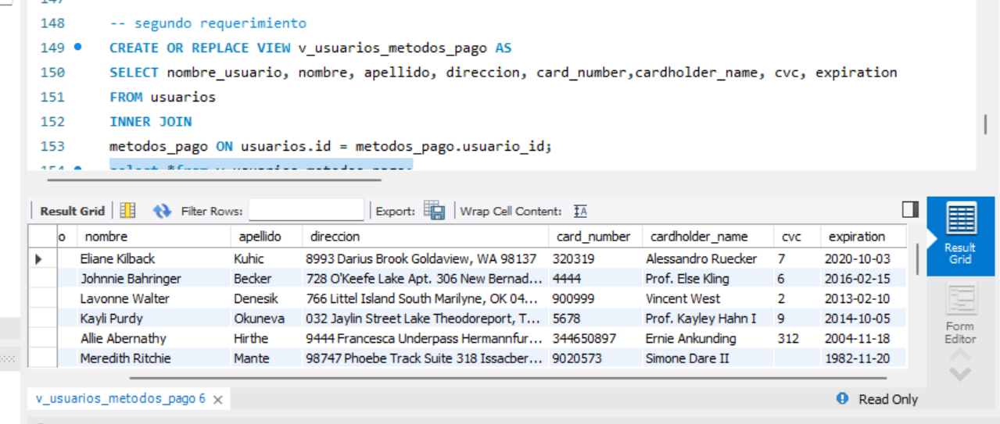 147
148 -- segundo requerimiento
149 CREATE OR REPLACE VIEW v_usuarios_metodos_pago AS
150 SELECT nombre_usuario, nombre, apellido, direccion, card_number,cardholder_name, cvc, expiration
151 FROM usuarios
152 INNER JOIN
153 metodos_pago ON usuarios.id = metodos_pago.usuario_id;
154 select *from v_usuarios_metodos_pago;
Result Grid Filter Rows: Export: Wrap Cell Content: IA
o nombre apellido direccion card_number cardholder_name cvc expiration
Eliane Kilback Kuhic 8993 Darius Brook Goldaview, WA 98137 320319 Alessandro Ruecker 7 2020-10-03
Johnnie Bahringer Becker 728 O'Keefe Lake Apt. 306 New Bernad... 4444 Prof. Else Kling 6 2016-02-15
Lavonne Walter Denesik 766 Littel Island South Marilyne, OK 04... 900999 Vincent West 2 2013-02-10
Kayli Purdy Okuneva 032 Jaylin Street Lake Theodoreport, T... 5678 Prof. Kayley Hahn I 9 2014-10-05
Allie Abernathy Hirthe 9444 Francesca Underpass Hermannfur... 344650897 Ernie Ankunding 312 2004-11-18
Meredith Ritchie Mante 98747 Phoebe Track Suite 318 Issacber... 9020573 Simone Dare II 1982-11-20
Result
Grid
Form
Editor
v_usuarios_metodos_pago 6 Read Only